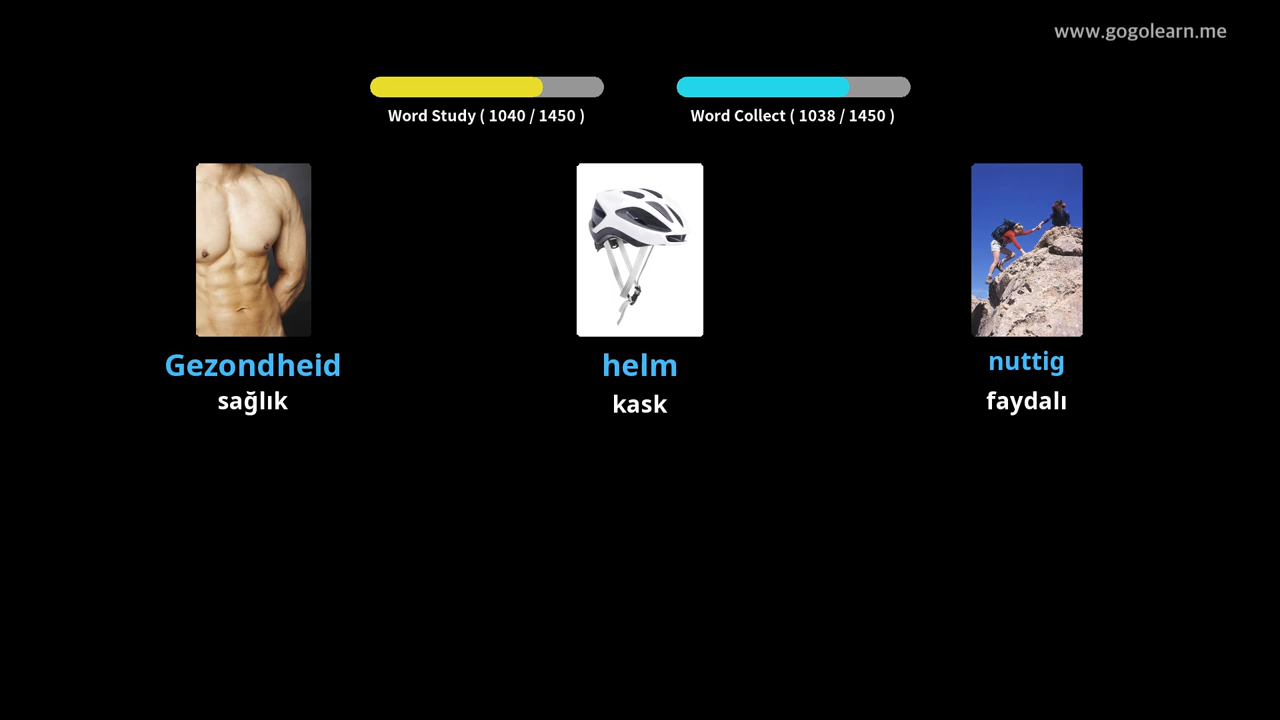 www.gogolearn.me
Word Study ( 1040 / 1450 )
Word Collect ( 1038 / 1450 )
Gezondheid
sağlık
helm
kask
nuttig
faydalı